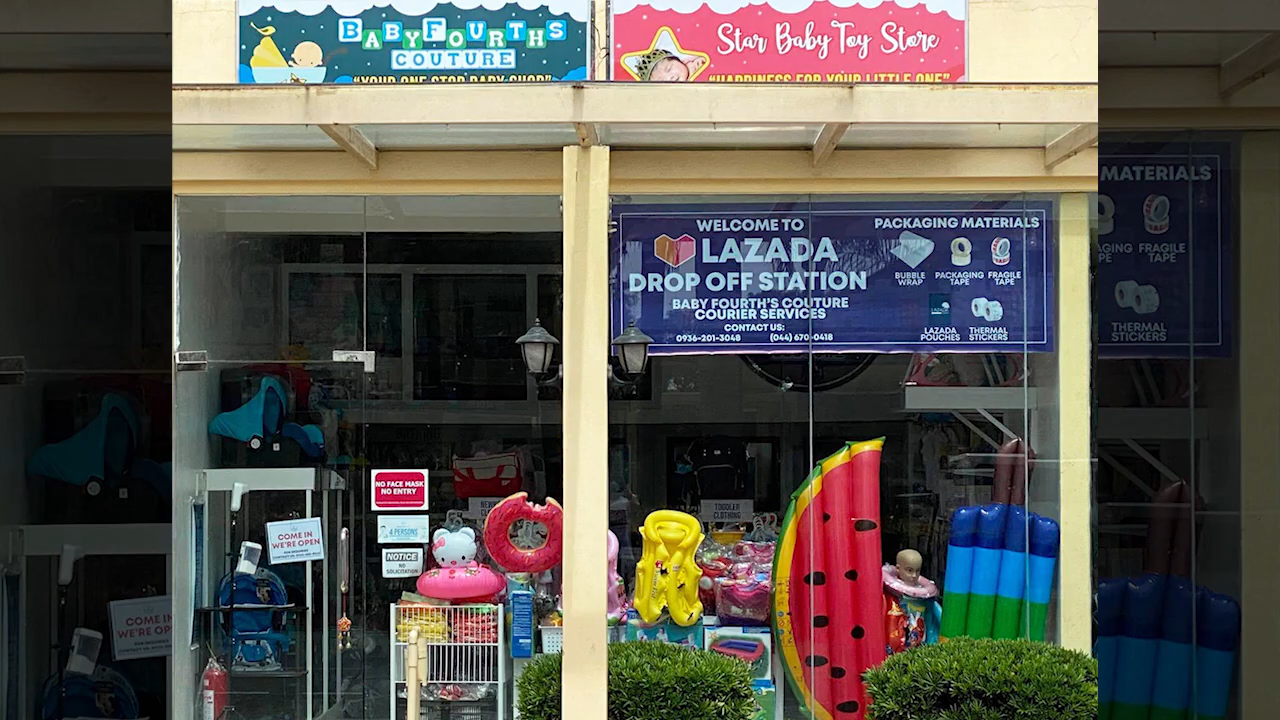 BABYFOURTHS
COUTURE
"YOUR ONE STOP BABY SHOP"
Star Baby Toy Store
"HAPPINESS FOR YOUR LITTLE ONE"
WELCOME TO
LAZADA
DROP OFF STATION
BABY FOURTH'S COUTURE
COURIER SERVICES
CONTACT US:
0936-201-3048 (044) 670-0418
PACKAGING MATERIALS
BUBBLE
WRAP
PACKAGING
TAPE
FRAGILE
TAPE
LAZADA
POUCHES
THERMAL
STICKERS
MATERIALS
FRAGILE
TAPE
THERMAL
STICKERS
NO FACE MASK
NO ENTRY
4 PERSONS
NOTICE
NO
SOLICITATION
COME IN
WE'RE OPEN
TODDLER
CLOTHING
COME IN
WE'RE